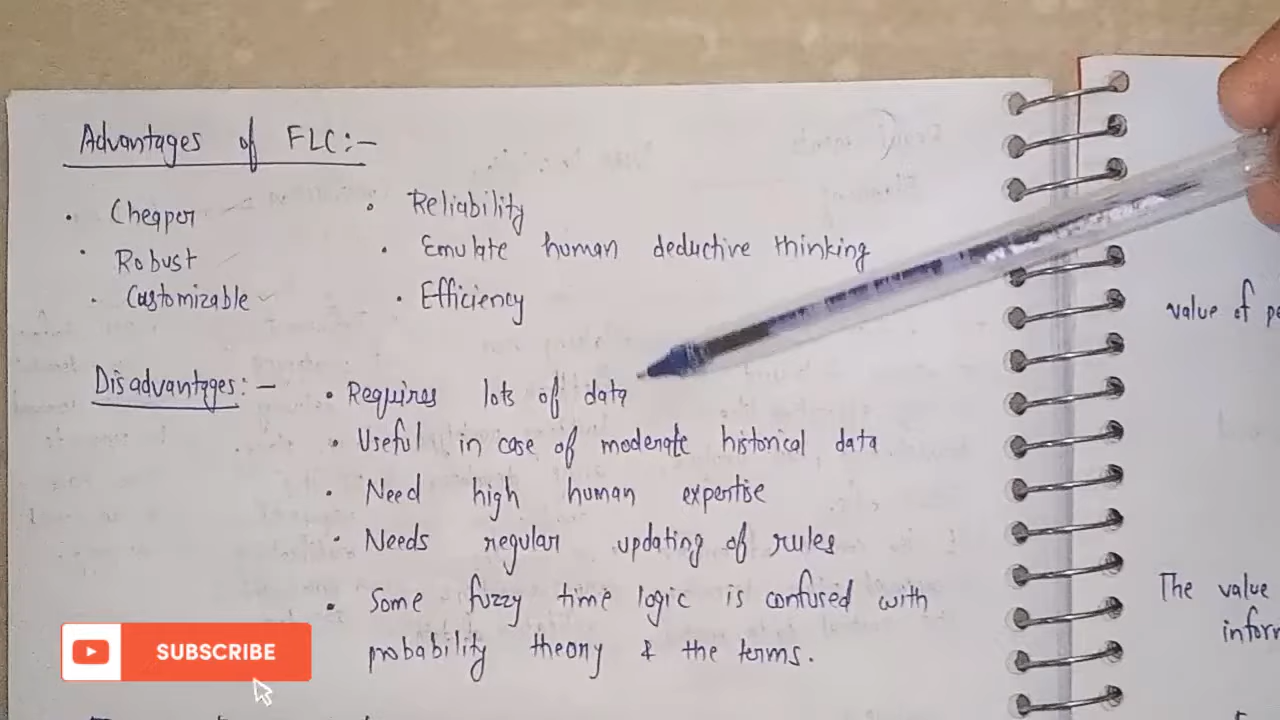 Advantages of FLC:-
• Cheaper
• Robust
• Customizable
• Reliability
• Emulate human deductive thinking
• Efficiency
Disadvantages:-
• Requires lots of data
• Useful in case of moderate historical data
• Need high human expertise
• Needs regular updating of rules
• Some fuzzy time logic is confused with
probability theory & the terms.
value of pe
The value
inform
SUBSCRIBE